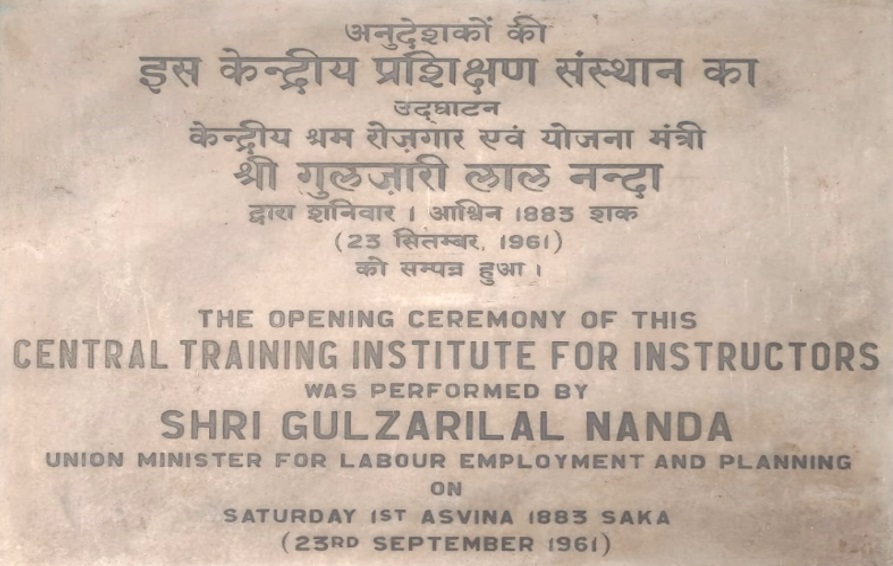 अनुदेशकों की
इस केन्द्रीय प्रशिक्षण संस्थान का
उद्घाटन
केन्द्रीय श्रम रोज़गार एवं योजना मंत्री
श्री गुलज़ारी लाल नन्दा
द्वारा शनिवार । आश्विन 1883 शक
(23 सितम्बर, 1961)
को सम्पन्न हुआ ।
THE OPENING CEREMONY OF THIS
CENTRAL TRAINING INSTITUTE FOR INSTRUCTORS
WAS PERFORMED BY
SHRI GULZARILAL NANDA
UNION MINISTER FOR LABOUR EMPLOYMENT AND PLANNING
ON
SATURDAY 1ST ASVINA 1883 SAKA
(23RD SEPTEMBER 1961)